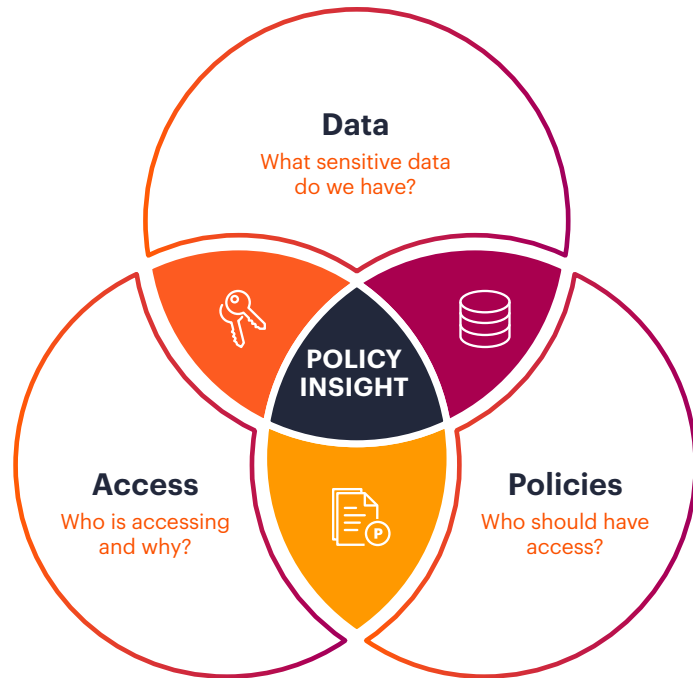 Data
What sensitive data
do we have?
POLICY
INSIGHT
Access
Who is accessing
and why?
Policies
Who should have
access?
P